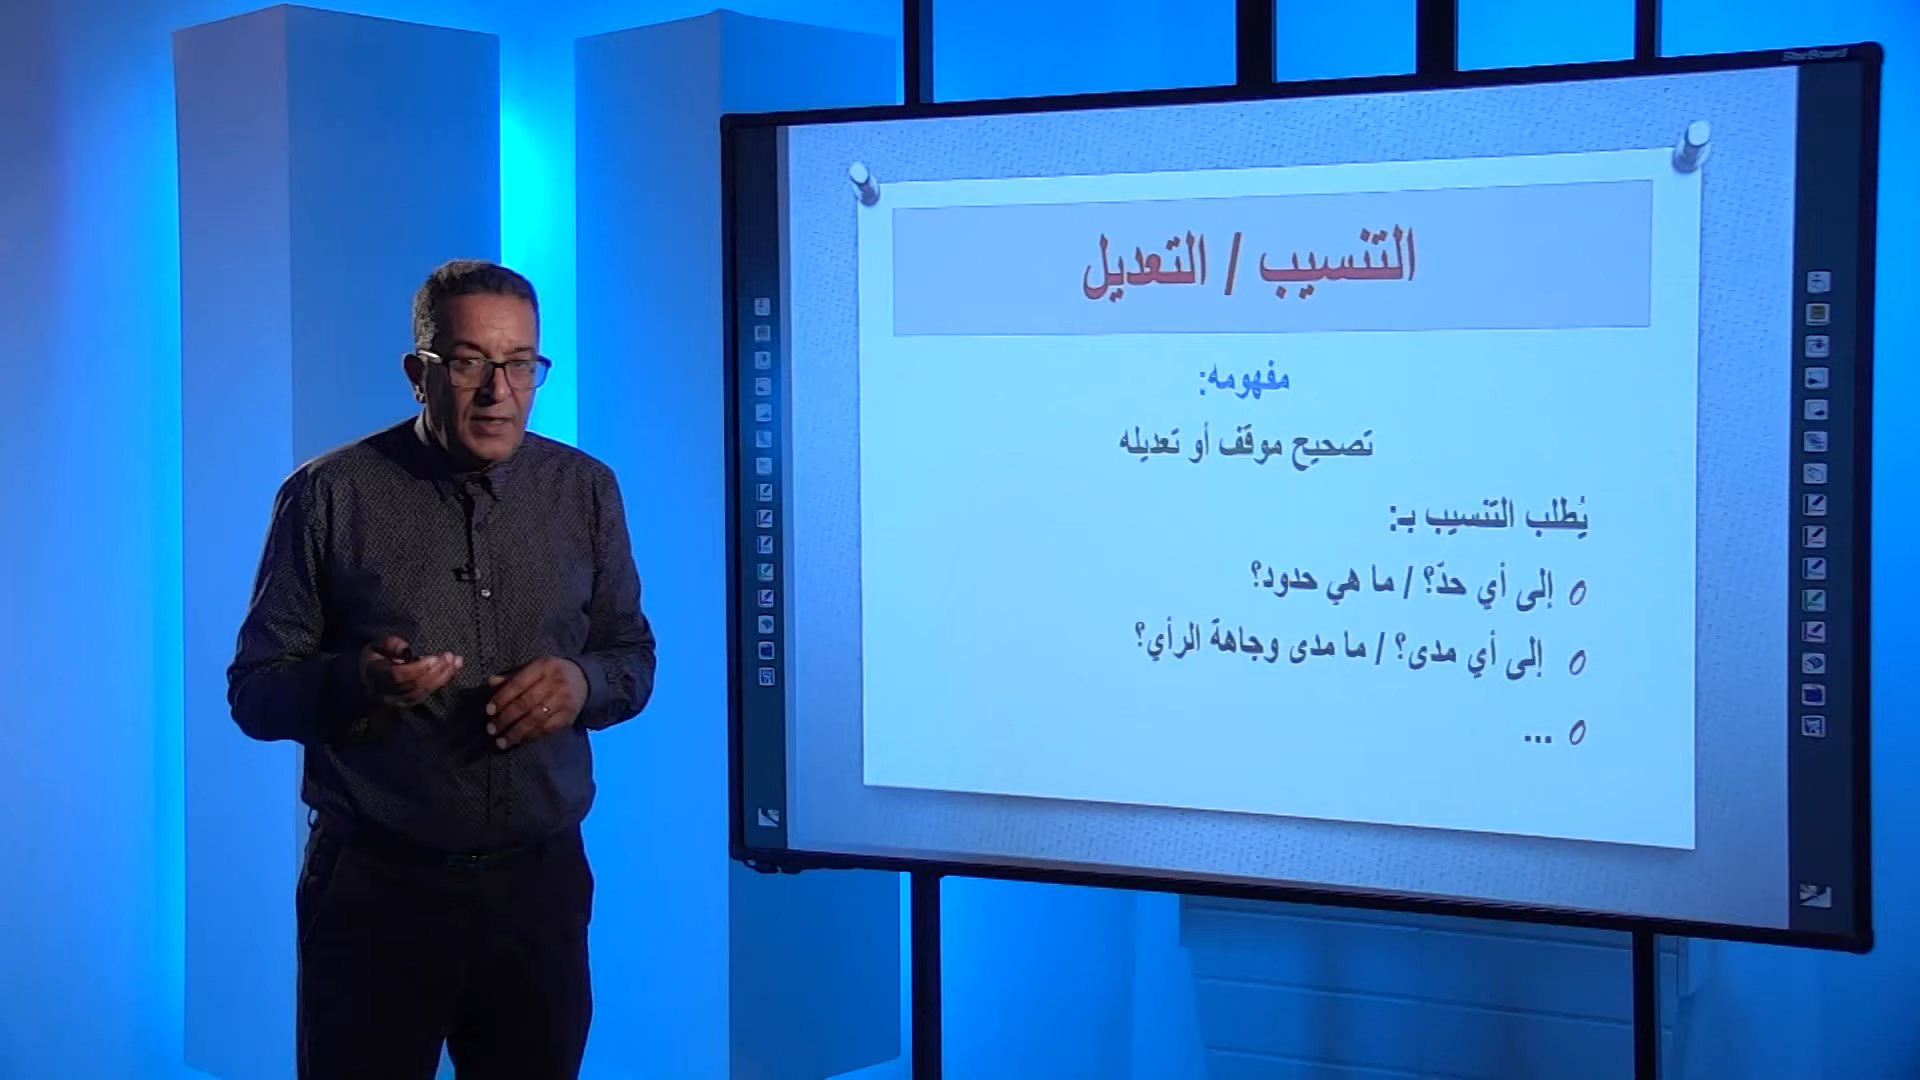 StarBoard
التنسيب / التعديل
مفهومه:
تصحيح موقف أو تعديله
يُطلب التنسيب بـ:
o إلى أي حدّ؟ / ما هي حدود؟
o إلى أي مدى؟ / ما مدى وجاهة الرأي؟
o ...